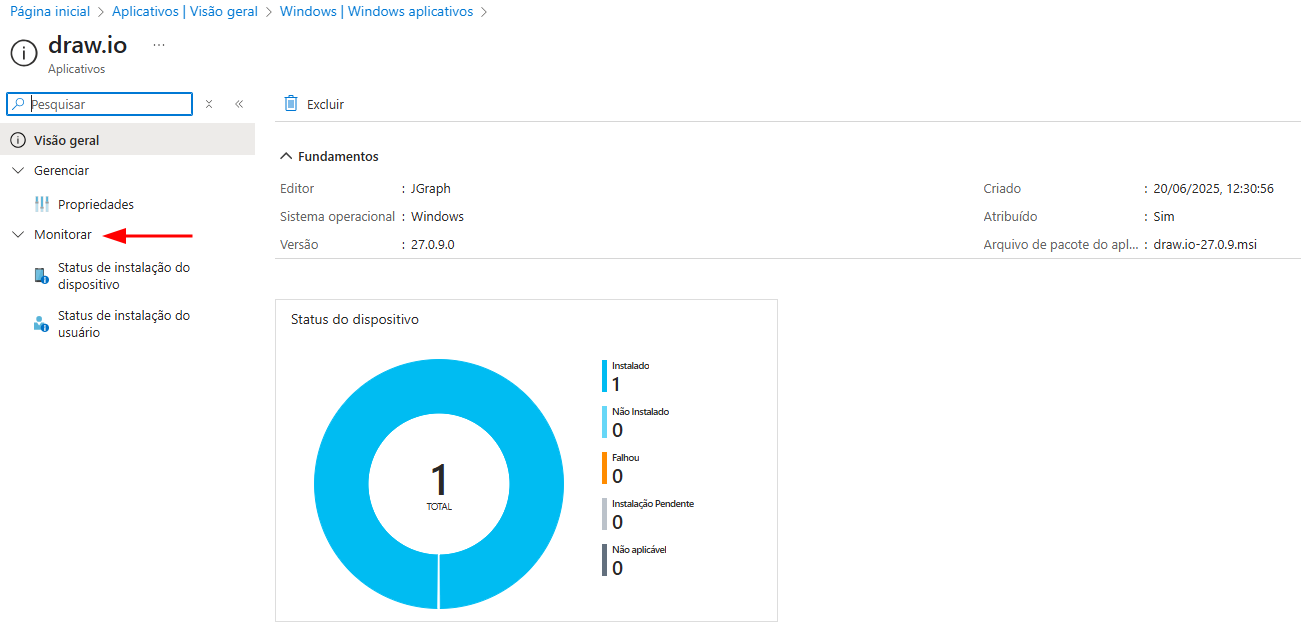 Página inicial > Aplicativos | Visão geral > Windows | Windows aplicativos >
draw.io ...
Aplicativos
Pesquisar
Excluir
Visão geral
Gerenciar
Propriedades
Monitorar
Status de instalação do
dispositivo
Status de instalação do
usuário
Fundamentos
Editor : JGraph
Sistema operacional : Windows
Versão : 27.0.9.0
Criado : 20/06/2025, 12:30:56
Atribuído : Sim
Arquivo de pacote do apl... : draw.io-27.0.9.msi
Status do dispositivo
1
TOTAL
Instalado
1
Não Instalado
0
Falhou
0
Instalação Pendente
0
Não aplicável
0